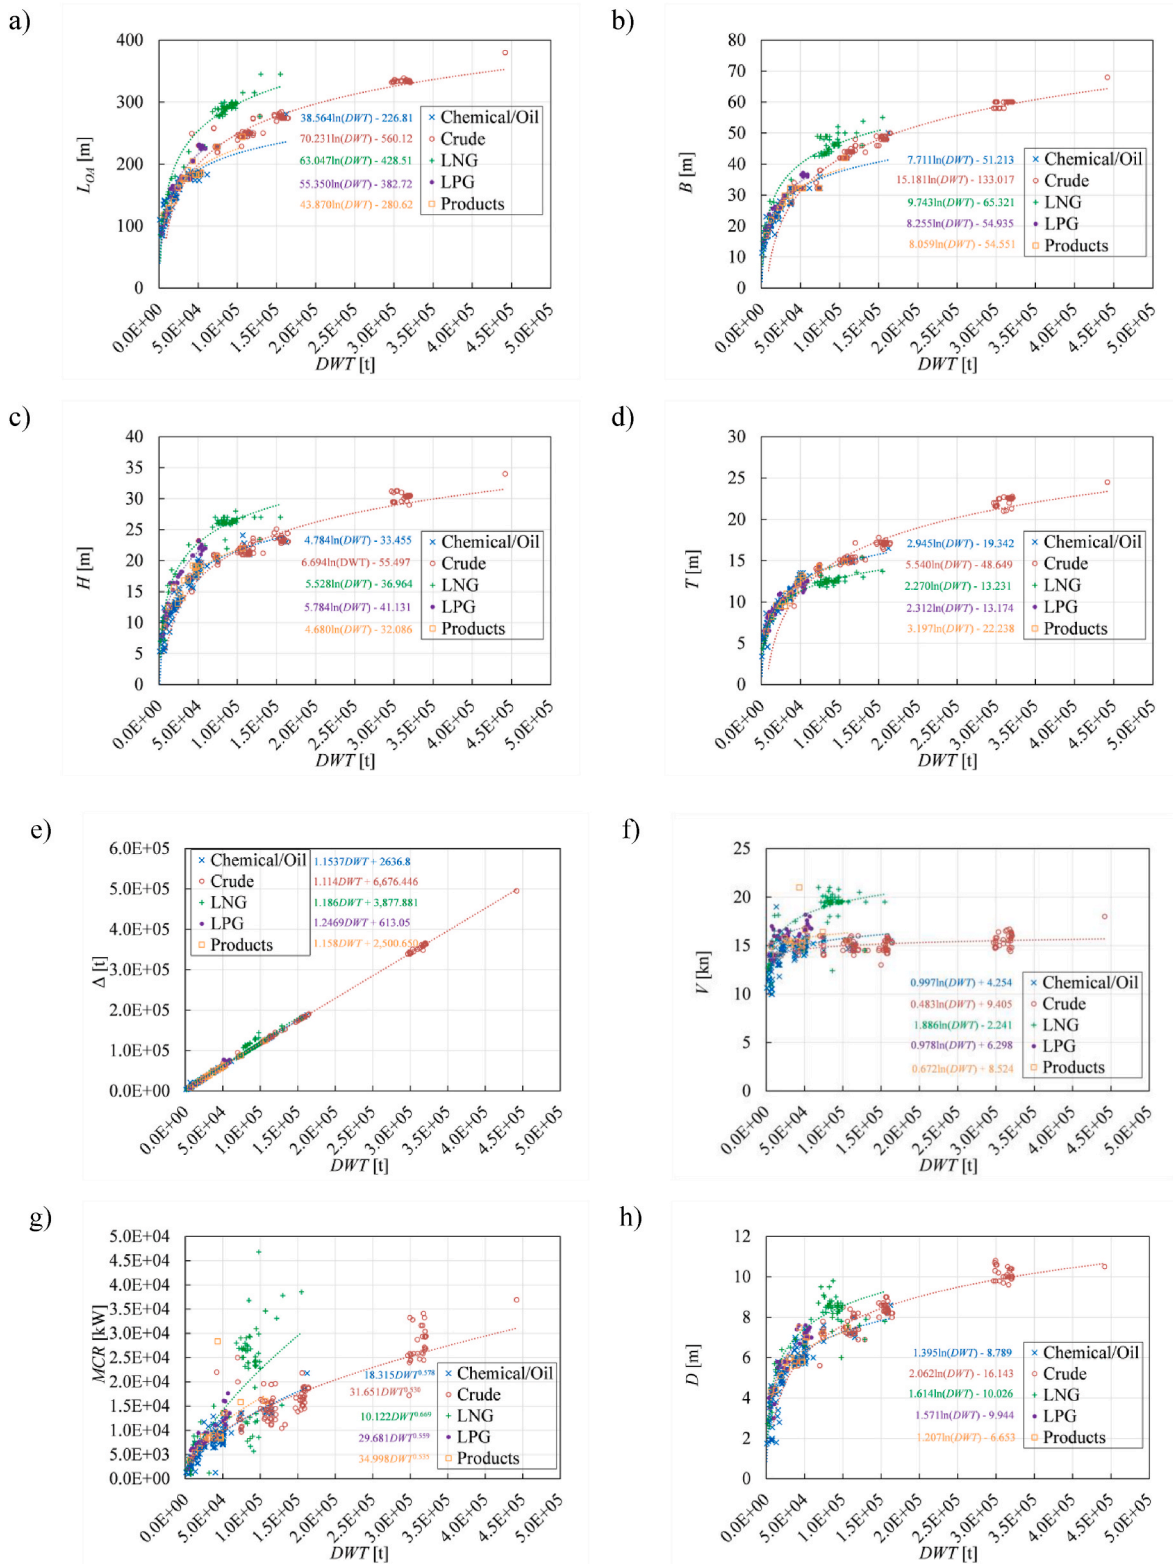 a)
400
300
200
100
0
L_OA [m]
38.564ln(DWT) - 226.81
70.231ln(DWT) - 560.12
63.047ln(DWT) - 428.51
55.350ln(DWT) - 382.72
43.870ln(DWT) - 280.62
Chemical/Oil
Crude
LNG
LPG
Products
0.0E+00
5.0E+04
1.0E+05
1.5E+05
2.0E+05
2.5E+05
3.0E+05
3.5E+05
4.0E+05
4.5E+05
5.0E+05
DWT [t]
b)
80
70
60
50
40
30
20
10
0
B [m]
7.711ln(DWT) - 51.213
15.181ln(DWT) - 133.017
9.743ln(DWT) - 65.321
8.255ln(DWT) - 54.935
8.059ln(DWT) - 54.551
Chemical/Oil
Crude
LNG
LPG
Products
0.0E+00
5.0E+04
1.0E+05
1.5E+05
2.0E+05
2.5E+05
3.0E+05
3.5E+05
4.0E+05
4.5E+05
5.0E+05
DWT [t]
c)
40
35
30
25
20
15
10
5
0
H [m]
4.784ln(DWT) - 33.455
6.694ln(DWT) - 55.497
5.528ln(DWT) - 36.964
5.784ln(DWT) - 41.131
4.680ln(DWT) - 32.086
Chemical/Oil
Crude
LNG
LPG
Products
0.0E+00
5.0E+04
1.0E+05
1.5E+05
2.0E+05
2.5E+05
3.0E+05
3.5E+05
4.0E+05
4.5E+05
5.0E+05
DWT [t]
d)
30
25
20
15
10
5
0
T [m]
2.945ln(DWT) - 19.342
5.540ln(DWT) - 48.649
2.270ln(DWT) - 13.231
2.312ln(DWT) - 13.174
3.197ln(DWT) - 22.238
Chemical/Oil
Crude
LNG
LPG
Products
0.0E+00
5.0E+04
1.0E+05
1.5E+05
2.0E+05
2.5E+05
3.0E+05
3.5E+05
4.0E+05
4.5E+05
5.0E+05
DWT [t]
e)
6.0E+05
5.0E+05
4.0E+05
3.0E+05
2.0E+05
1.0E+05
0.0E+00
Δ [t]
Chemical/Oil
Crude
LNG
LPG
Products
1.1537DWT + 2636.8
1.114DWT + 6,676.446
1.186DWT + 3,877.881
1.2469DWT + 613.05
1.158DWT + 2,500.650
0.0E+00
5.0E+04
1.0E+05
1.5E+05
2.0E+05
2.5E+05
3.0E+05
3.5E+05
4.0E+05
4.5E+05
5.0E+05
DWT [t]
f)
25
20
15
10
5
0
V [kn]
0.997ln(DWT) + 4.254
0.483ln(DWT) + 9.405
1.886ln(DWT) - 2.241
0.978ln(DWT) + 6.298
0.672ln(DWT) + 8.524
Chemical/Oil
Crude
LNG
LPG
Products
0.0E+00
5.0E+04
1.0E+05
1.5E+05
2.0E+05
2.5E+05
3.0E+05
3.5E+05
4.0E+05
4.5E+05
5.0E+05
DWT [t]
g)
5.0E+04
4.5E+04
4.0E+04
3.5E+04
3.0E+04
2.5E+04
2.0E+04
1.5E+04
1.0E+04
5.0E+03
0.0E+00
MCR [kW]
18.315DWT^0.578
31.651DWT^0.530
10.122DWT^0.669
29.681DWT^0.559
34.998DWT^0.535
Chemical/Oil
Crude
LNG
LPG
Products
0.0E+00
5.0E+04
1.0E+05
1.5E+05
2.0E+05
2.5E+05
3.0E+05
3.5E+05
4.0E+05
4.5E+05
5.0E+05
DWT [t]
h)
12
10
8
6
4
2
0
D [m]
1.395ln(DWT) - 8.789
2.062ln(DWT) - 16.143
1.614ln(DWT) - 10.026
1.571ln(DWT) - 9.944
1.207ln(DWT) - 6.653
Chemical/Oil
Crude
LNG
LPG
Products
0.0E+00
5.0E+04
1.0E+05
1.5E+05
2.0E+05
2.5E+05
3.0E+05
3.5E+05
4.0E+05
4.5E+05
5.0E+05
DWT [t]